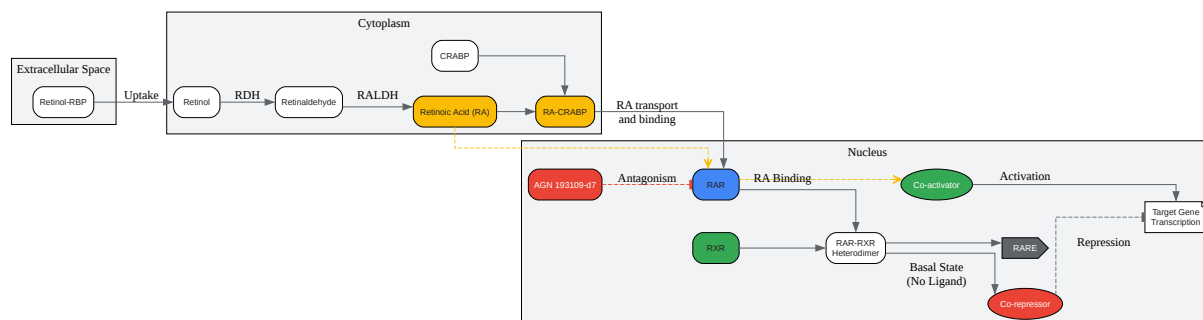 Cytoplasm
Extracellular Space
CRABP
Retinol-RBP
Uptake
Retinol
RDH
Retinaldehyde
RALDH
Retinoic Acid (RA)
RA-CRABP
RA transport
and binding
Nucleus
AGN 193109-d7
Antagonism
RAR
RA Binding
Co-activator
Activation
Target Gene
Transcription
RXR
RAR-RXR
Heterodimer
RARE
Repression
Basal State
(No Ligand)
Co-repressor